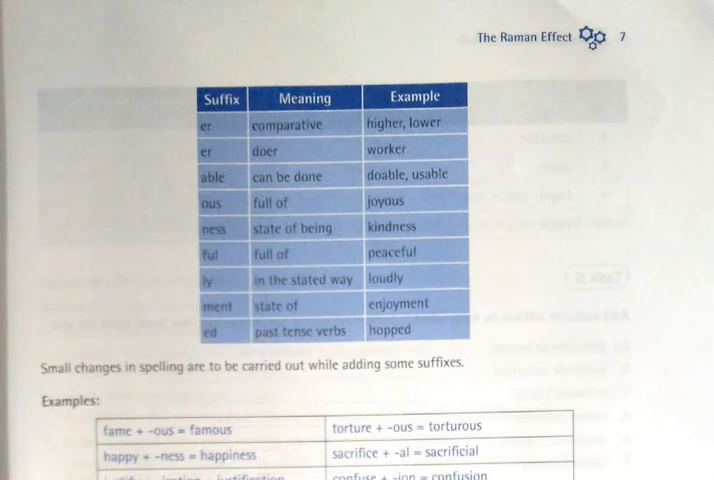 The Raman Effect 7
Suffix Meaning Example
er comparative higher, lower
er doer worker
able can be done doable, usable
ous full of joyous
ness state of being kindness
ful full of peaceful
ly in the stated way loudly
ment state of enjoyment
ed past tense verbs hopped
Small changes in spelling are to be carried out while adding some suffixes.
Examples:
fame + -ous = famous torture + -ous = torturous
happy + -ness = happiness sacrifice + -al = sacrificial
confuse + -ion = confusion